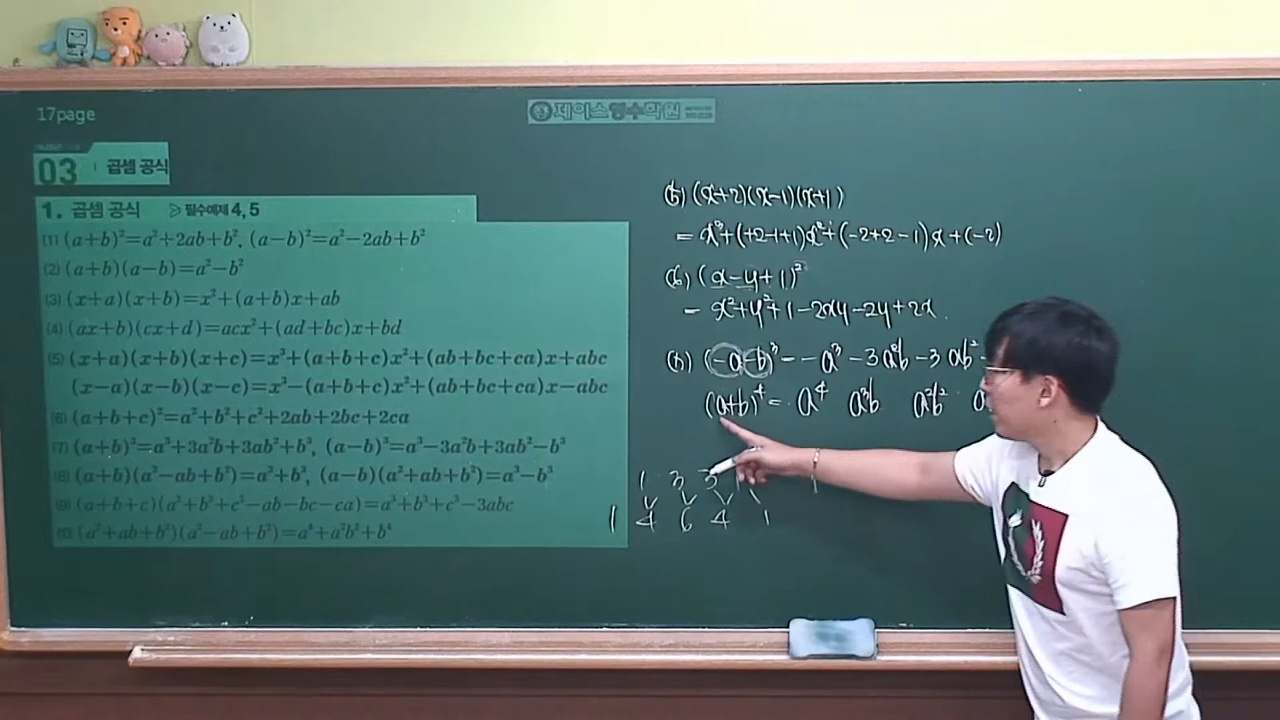 17page
제이스영수학원
03 곱셈 공식
1. 곱셈 공식 필수예제 4, 5
(1) (a+b)²=a²+2ab+b², (a−b)²=a²−2ab+b²
(2) (a+b)(a−b)=a²−b²
(3) (x+a)(x+b)=x²+(a+b)x+ab
(4) (ax+b)(cx+d)=acx²+(ad+bc)x+bd
(5) (x+a)(x+b)(x+c)=x³+(a+b+c)x²+(ab+bc+ca)x+abc
(x−a)(x−b)(x−c)=x³−(a+b+c)x²+(ab+bc+ca)x−abc
(6) (a+b+c)²=a²+b²+c²+2ab+2bc+2ca
(7) (a+b)³=a³+3a²b+3ab²+b³, (a−b)³=a³−3a²b+3ab²−b³
(8) (a+b)(a²−ab+b²)=a³+b³, (a−b)(a²+ab+b²)=a³−b³
(9) (a+b+c)(a²+b²+c²−ab−bc−ca)=a³+b³+c³−3abc
(10) (a²+ab+b²)(a²−ab+b²)=a⁴+a²b²+b⁴
(5) (x+2)(x−1)(x+1)
= x³+(+2−1+1)x²+(−2+2−1)x+(−2)
(6) (x−y+1)²
= x²+y²+1−2xy−2y+2x
(−a−b)³=−a³−3a²b−3ab²
(a+b)⁴= a⁴ a³b a²b²
1 3 3 1
1 4 6 4 1